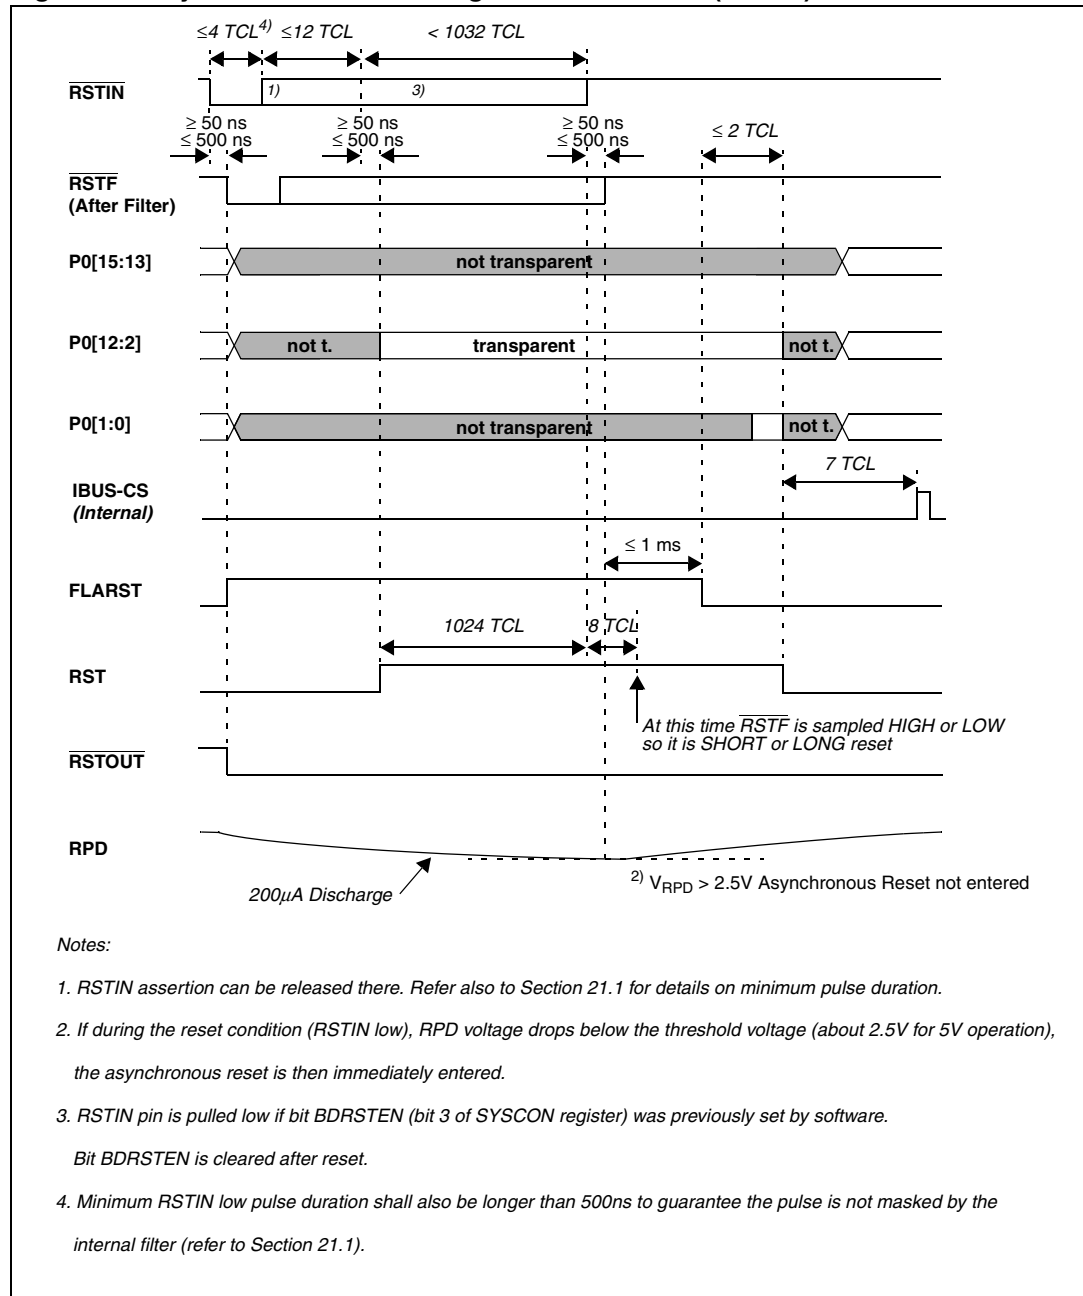 ≤4 TCL4) ≤12 TCL < 1032 TCL
RSTIN
1) 3)
≥ 50 ns ≥ 50 ns ≥ 50 ns
≤ 500 ns ≤ 500 ns ≤ 500 ns
≤ 2 TCL
RSTF
(After Filter)
P0[15:13] not transparent
P0[12:2] not t. transparent not t.
P0[1:0] not transparent not t.
7 TCL
IBUS-CS
(Internal)
≤ 1 ms
FLARST
1024 TCL 8 TCL
RST
At this time RSTF is sampled HIGH or LOW
so it is SHORT or LONG reset
RSTOUT
RPD
200µA Discharge
2) VRPD > 2.5V Asynchronous Reset not entered
Notes:
1. RSTIN assertion can be released there. Refer also to Section 21.1 for details on minimum pulse duration.
2. If during the reset condition (RSTIN low), RPD voltage drops below the threshold voltage (about 2.5V for 5V operation),
the asynchronous reset is then immediately entered.
3. RSTIN pin is pulled low if bit BDRSTEN (bit 3 of SYSCON register) was previously set by software.
Bit BDRSTEN is cleared after reset.
4. Minimum RSTIN low pulse duration shall also be longer than 500ns to guarantee the pulse is not masked by the
internal filter (refer to Section 21.1).